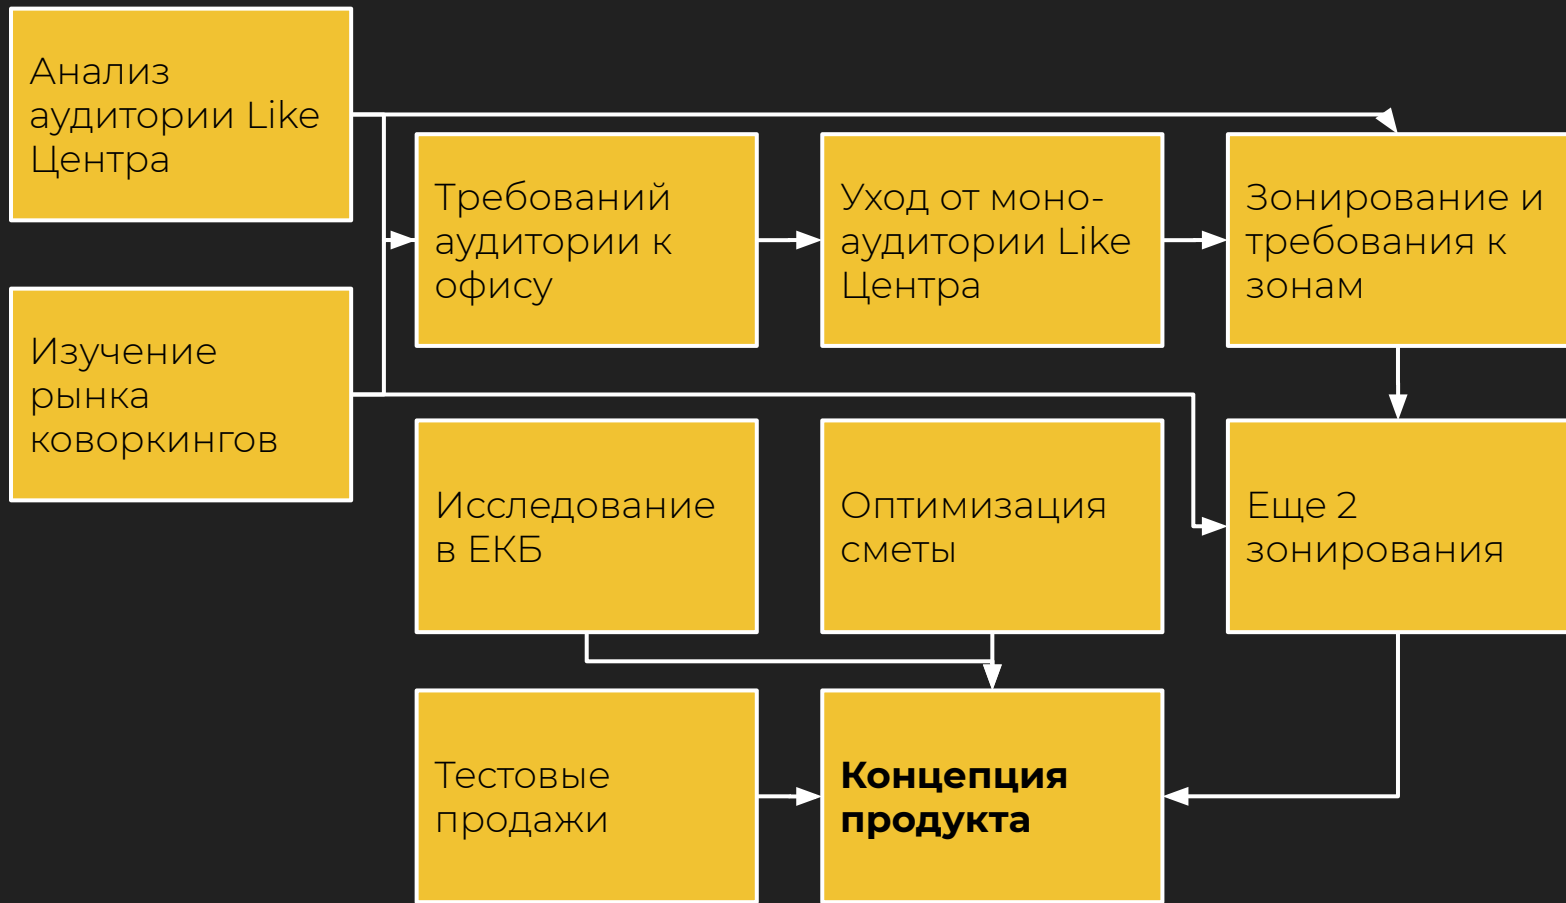 Анализ
аудитории Like
Центра
Требований
аудитории к
офису
Уход от моно-
аудитории Like
Центра
Зонирование и
требования к
зонам
Изучение
рынка
коворкингов
Исследование
в ЕКБ
Оптимизация
сметы
Еще 2
зонирования
Тестовые
продажи
Концепция
продукта